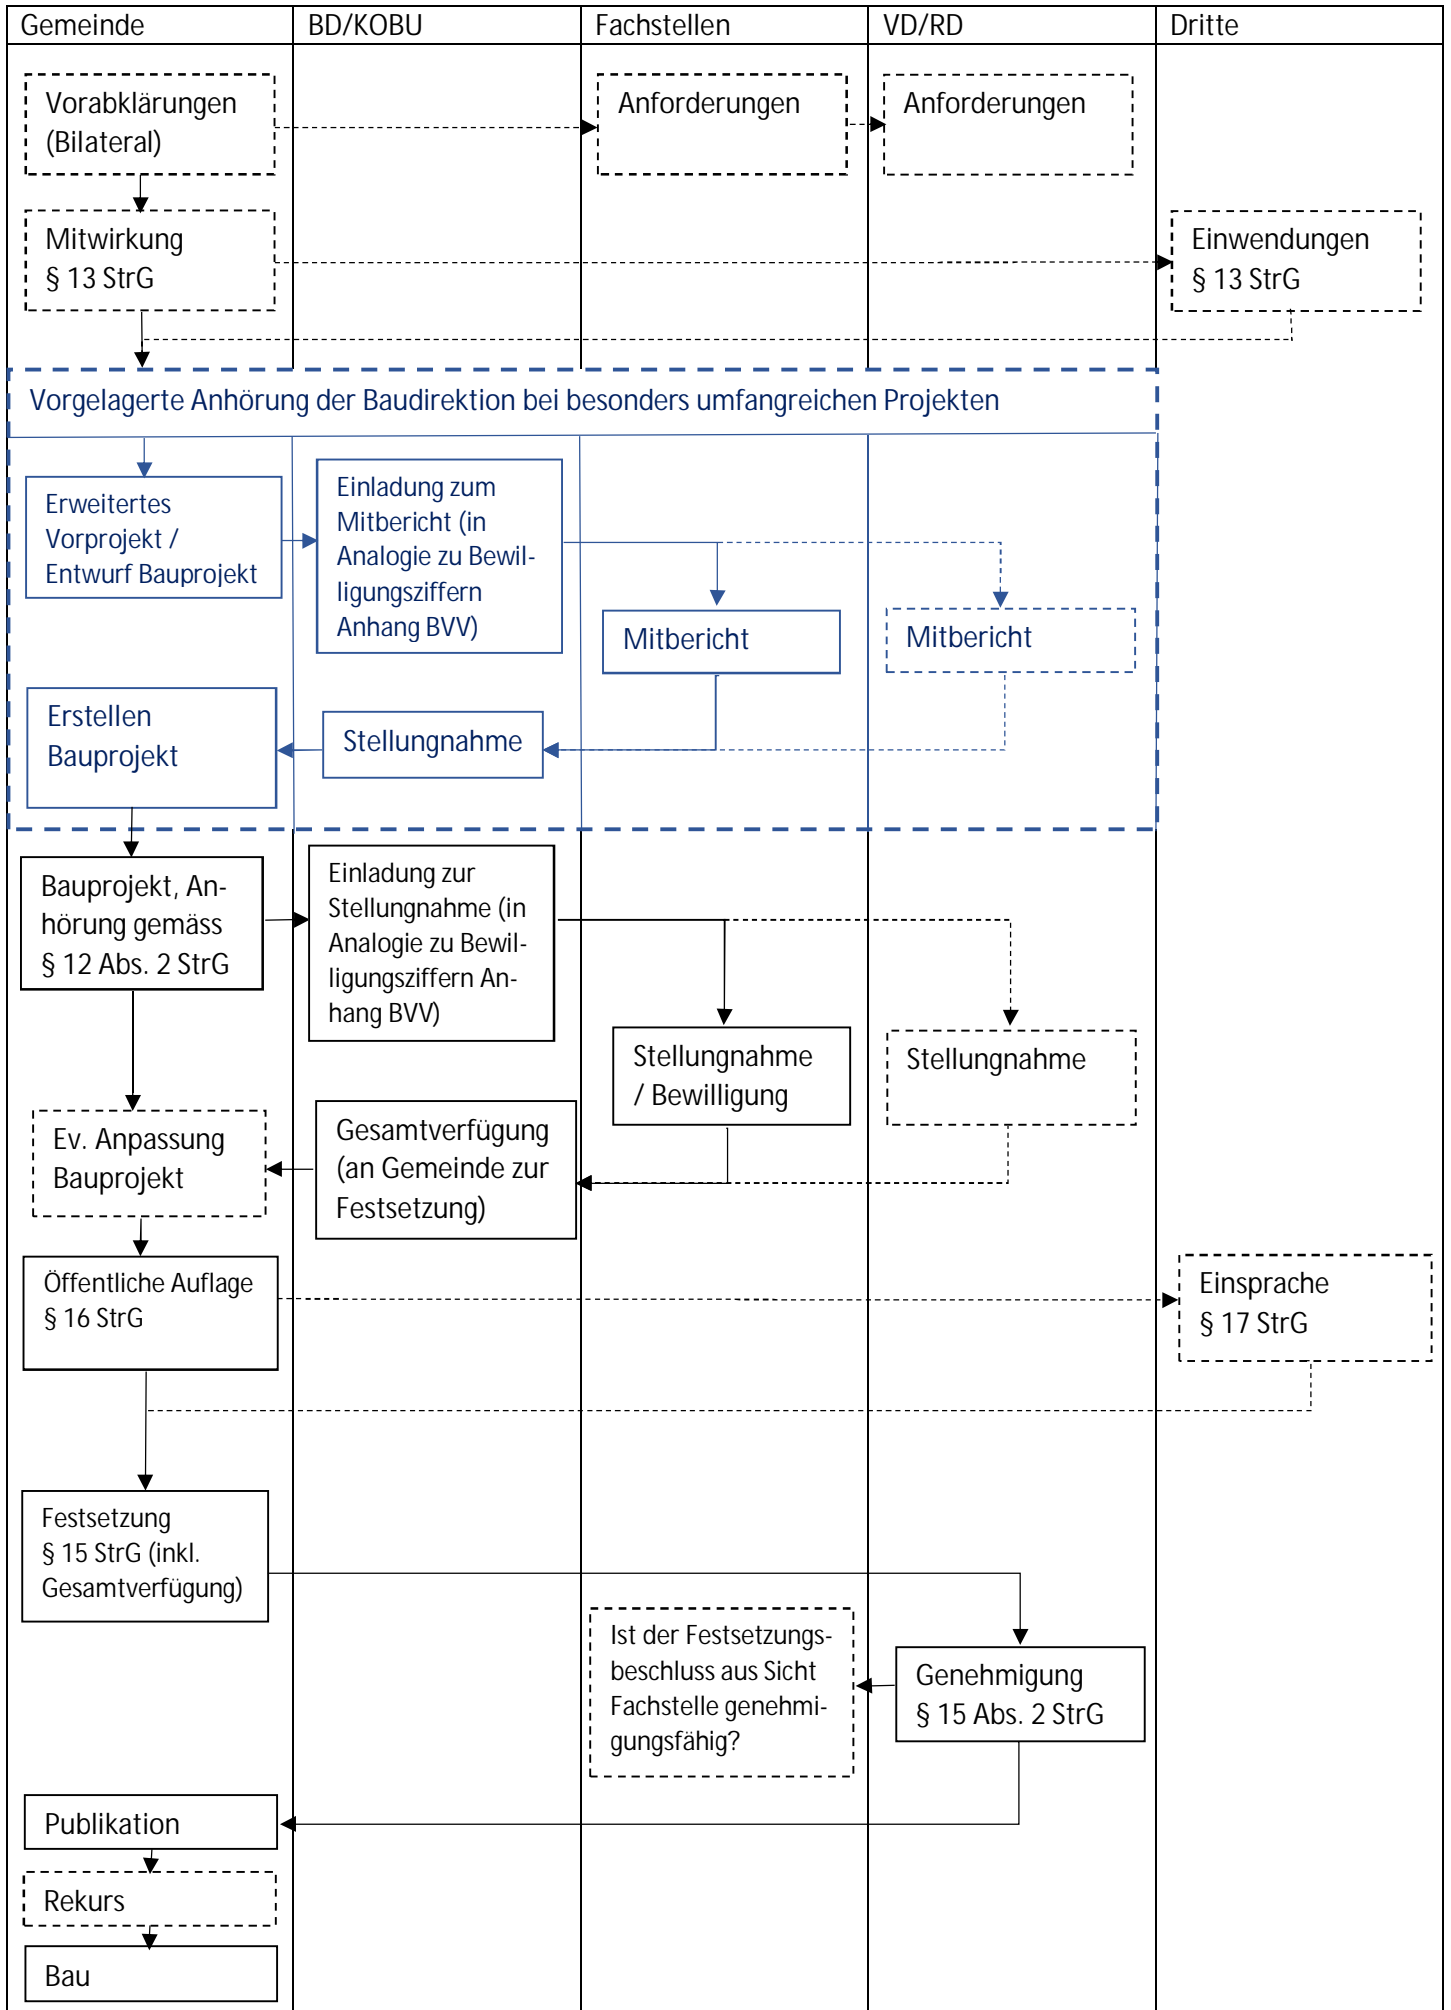 Gemeinde
BD/KOBU
Fachstellen
VD/RD
Dritte
Vorabklärungen
(Bilateral)
Anforderungen
Anforderungen
Mitwirkung
§ 13 StrG
Einwendungen
§ 13 StrG
Vorgelagerte Anhörung der Baudirektion bei besonders umfangreichen Projekten
Erweitertes
Vorprojekt /
Entwurf Bauprojekt
Einladung zum
Mitbericht (in
Analogie zu Bewil-
ligungsziffern
Anhang BVV)
Mitbericht
Mitbericht
Erstellen
Bauprojekt
Stellungnahme
Bauprojekt, An-
hörung gemäss
§ 12 Abs. 2 StrG
Einladung zur
Stellungnahme (in
Analogie zu Bewil-
ligungsziffern An-
hang BVV)
Stellungnahme
/ Bewilligung
Stellungnahme
Ev. Anpassung
Bauprojekt
Gesamtverfügung
(an Gemeinde zur
Festsetzung)
Öffentliche Auflage
§ 16 StrG
Einsprache
§ 17 StrG
Festsetzung
§ 15 StrG (inkl.
Gesamtverfügung)
Ist der Festsetzungs-
beschluss aus Sicht
Fachstelle genehmi-
gungsfähig?
Genehmigung
§ 15 Abs. 2 StrG
Publikation
Rekurs
Bau